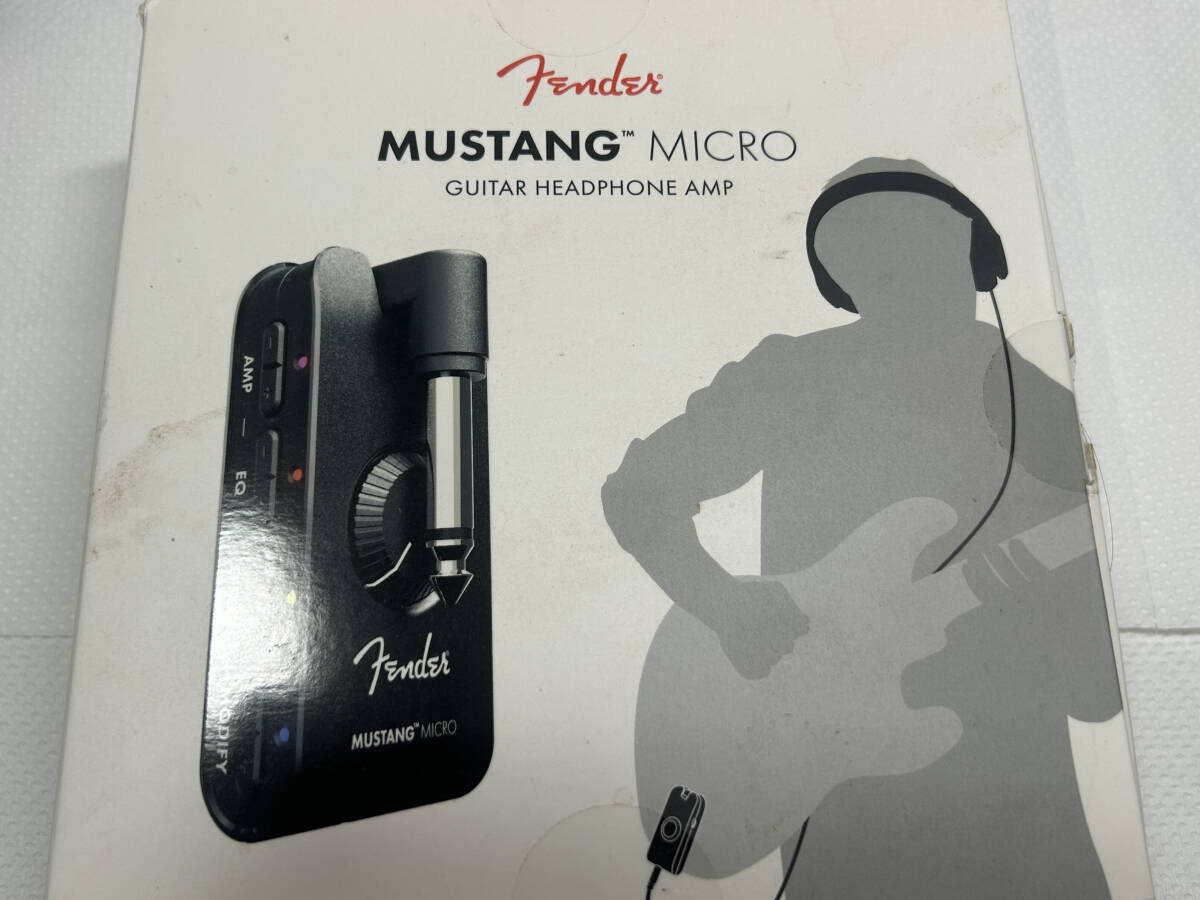 Fender
MUSTANG™ MICRO
GUITAR HEADPHONE AMP
AMP
EQ
Fender
MUSTANG™ MICRO